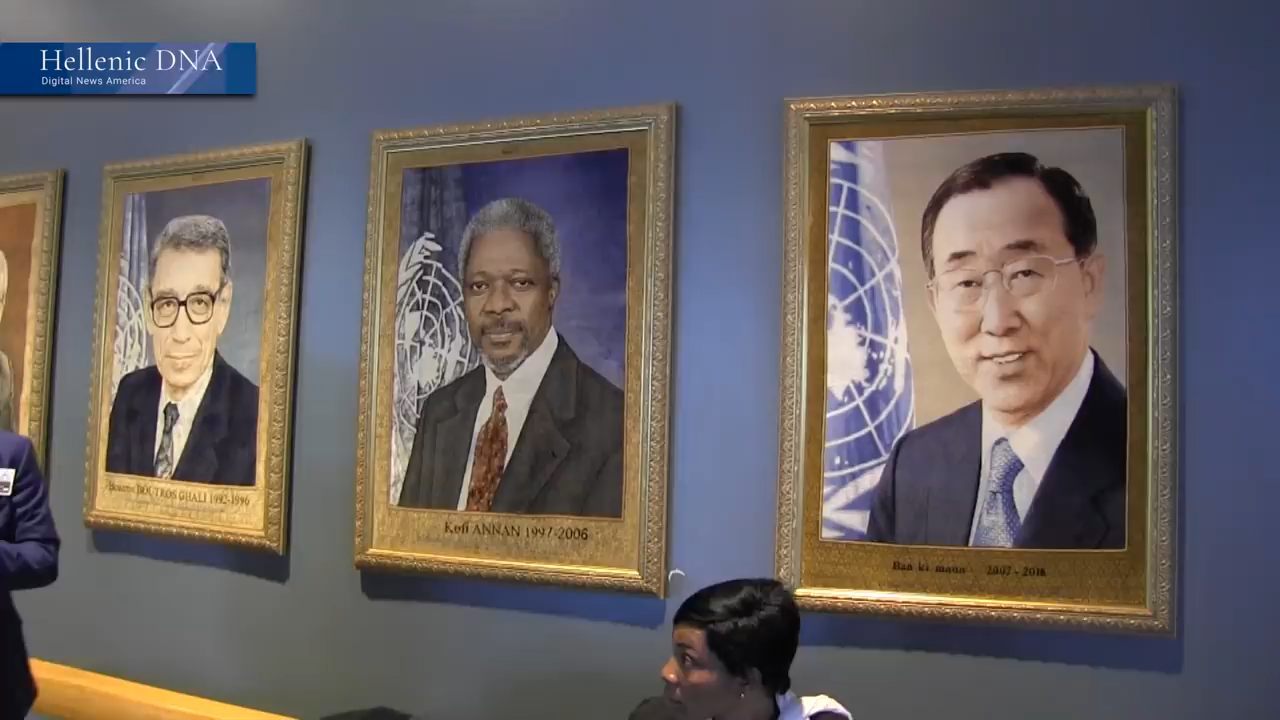 Hellenic DNA
Digital News America
Boutros BOUTROS GHALI 1992-1996
Kofi ANNAN 1997-2006
Ban ki moon 2007 - 2016